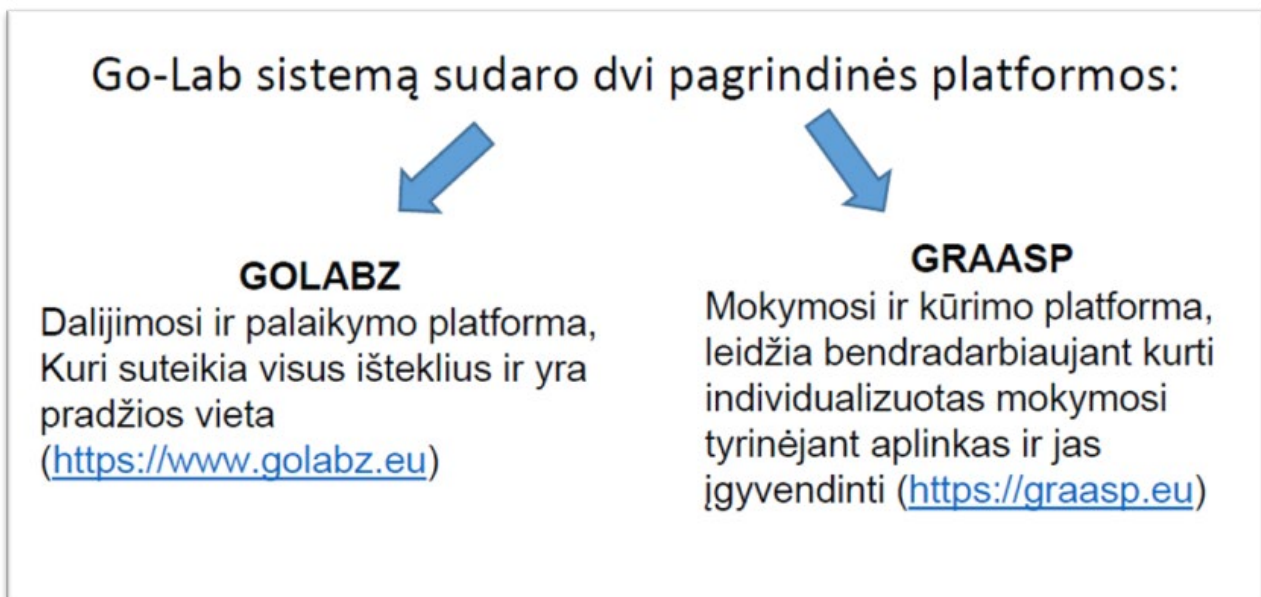 Go-Lab sistemą sudaro dvi pagrindinės platformos:
GOLABZ
Dalijimosi ir palaikymo platforma,
Kuri suteikia visus išteklius ir yra
pradžios vieta
(https://www.golabz.eu)
GRAASP
Mokymosi ir kūrimo platforma,
leidžia bendradarbiaujant kurti
individualizuotas mokymosi
tyrinėjant aplinkas ir jas
įgyvendinti (https://graasp.eu)